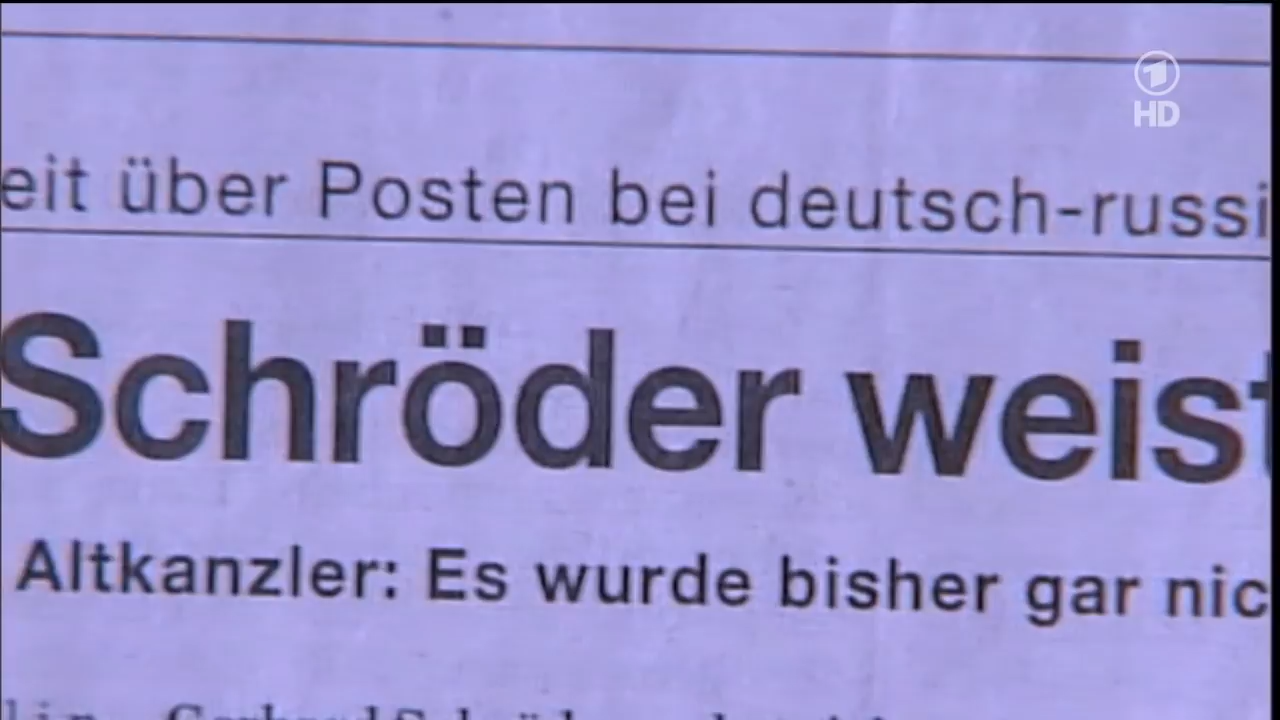 1
HD
eit über Posten bei deutsch-russi
Schröder weist
Altkanzler: Es wurde bisher gar nic